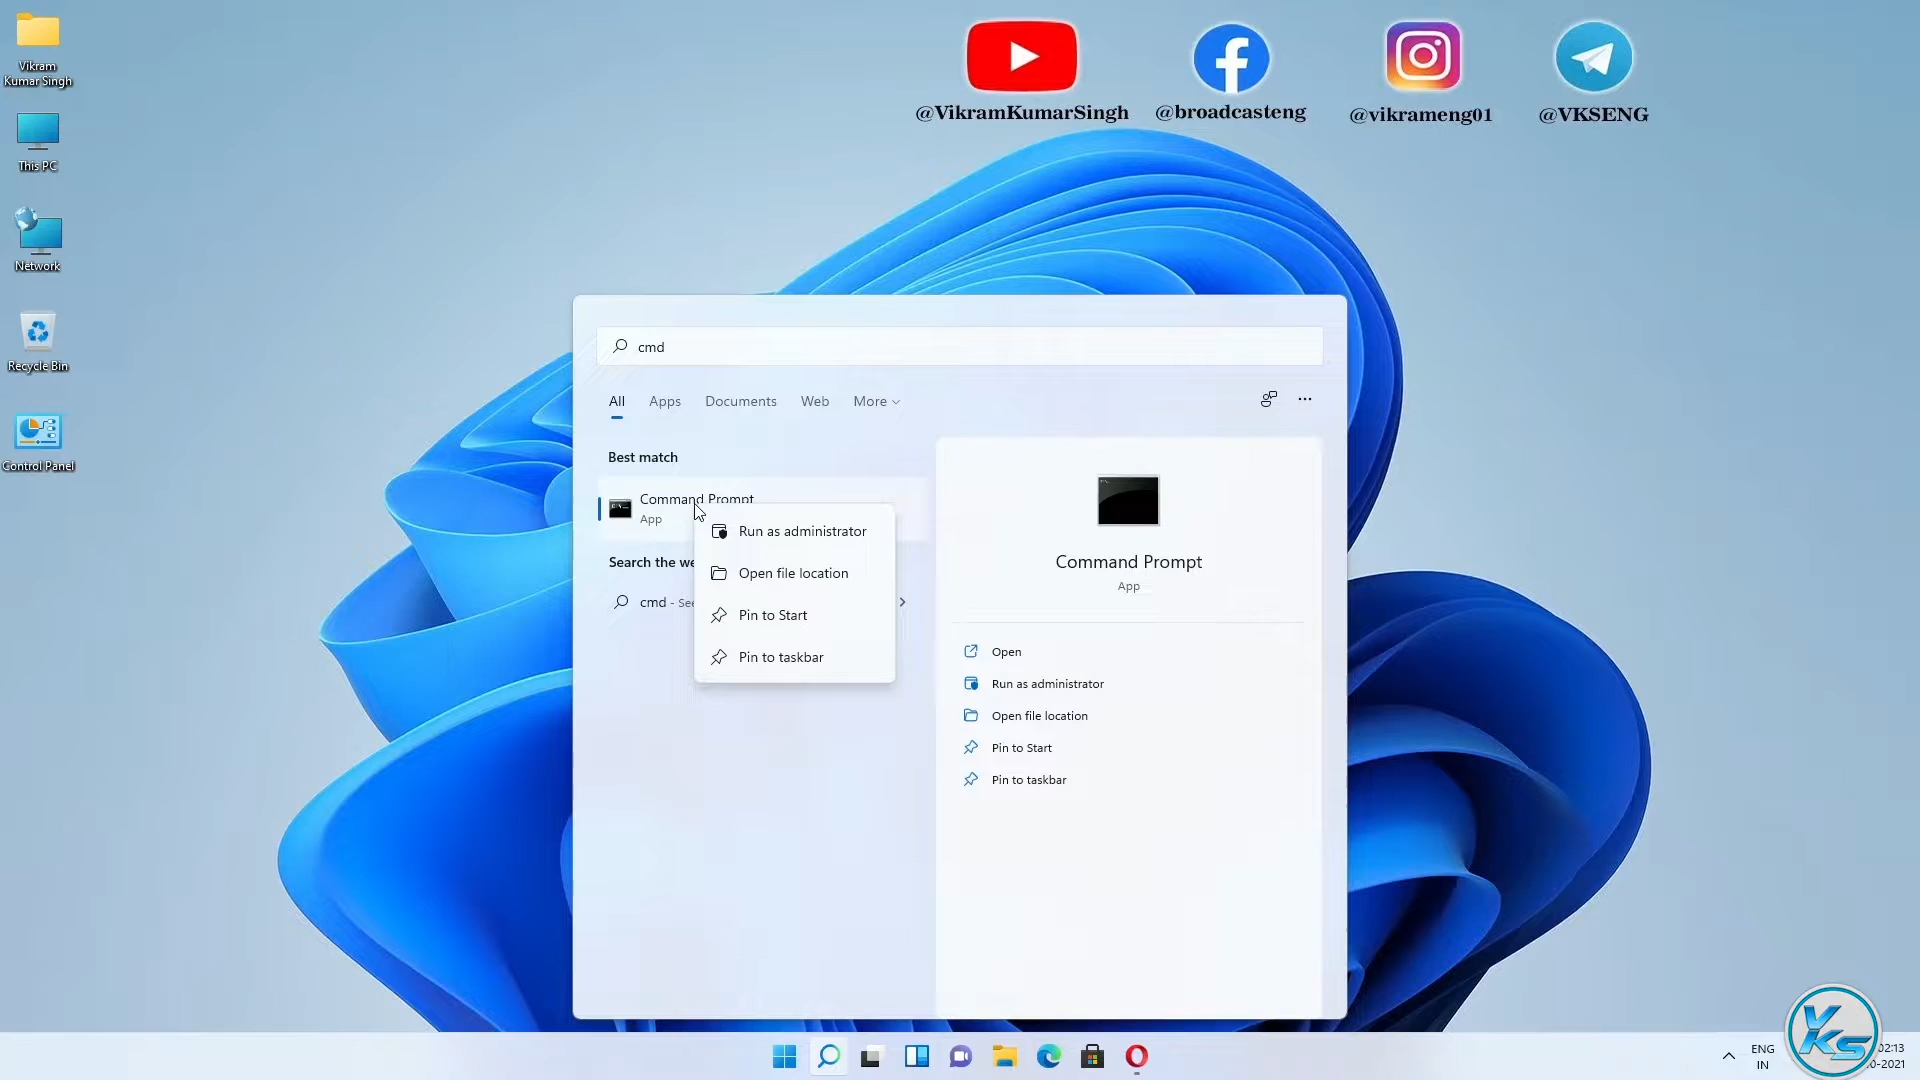 Vikram
Kumar Singh
This PC
Network
Recycle Bin
Control Panel
@VikramKumarSingh
@broadcasteng
@vikrameng01
@VKSENG
cmd
All
Apps
Documents
Web
More
Best match
Command Prompt
App
Search the we
cmd - See
Run as administrator
Open file location
Pin to Start
Pin to taskbar
Command Prompt
App
Open
Run as administrator
Open file location
Pin to Start
Pin to taskbar
ENG
IN
VKS
02:13
0-2021